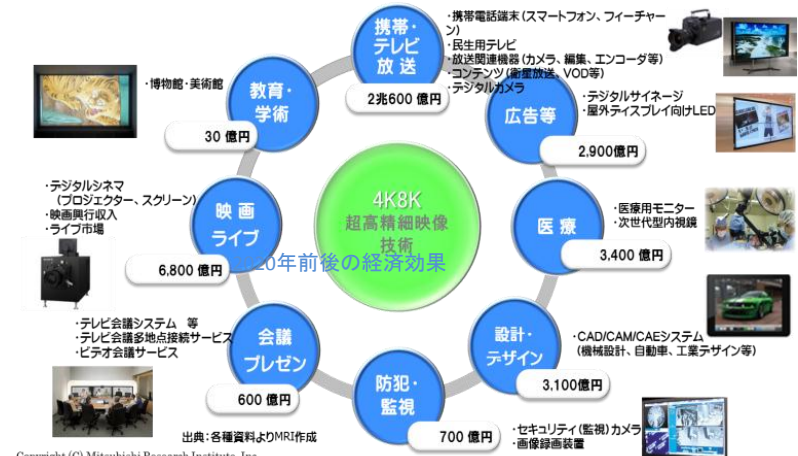 携帯・
テレビ
放送
2兆600 億円
・携帯電話端末(スマートフォン、フィーチャー
ン)
・民生用テレビ
・放送関連機器(カメラ、編集、エンコーダ等)
・コンテンツ(衛星放送、VOD等)
・デジタルカメラ
広告等
2,900億円
・デジタルサイネージ
・屋外ディスプレイ向けLED
医療
3,400 億円
・医療用モニター
・次世代型内視鏡
設計・
デザイン
3,100億円
・CAD/CAM/CAEシステム
(機械設計、自動車、工業デザイン等)
防犯・
監視
700 億円
・セキュリティ(監視)カメラ
・画像録画装置
会議
プレゼン
600 億円
・テレビ会議システム 等
・テレビ会議多地点接続サービス
・ビデオ会議サービス
映画
ライブ
6,800 億円
・デジタルシネマ
(プロジェクター、スクリーン)
・映画興行収入
・ライブ市場
教育・
学術
30 億円
・博物館・美術館
4K8K
超高精細映像
技術
20年前後の経済効果
出典:各種資料よりMRI作成
Copyright (C) Mitsubishi Research Institute, Inc.